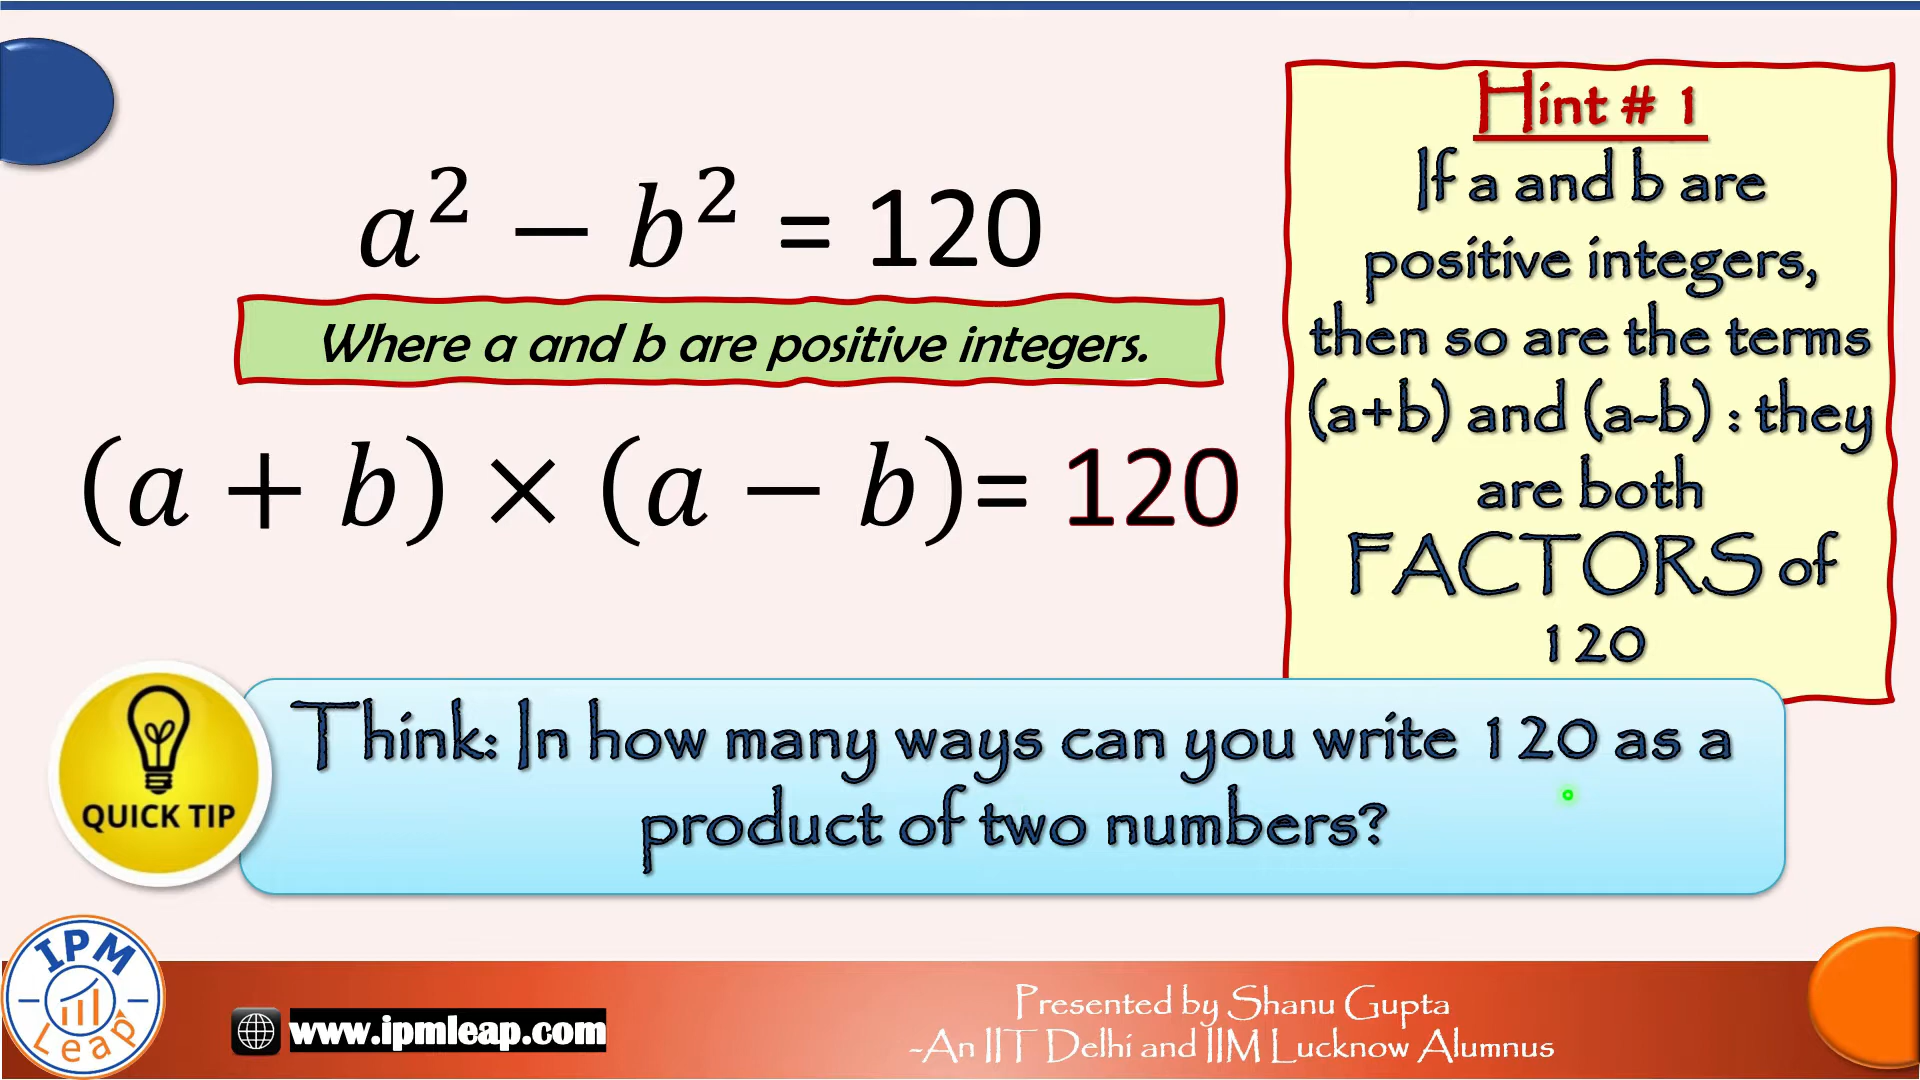 a² − b² = 120
Where a and b are positive integers.
(a + b) × (a − b)= 120
Hint # 1
If a and b are
positive integers,
then so are the terms
(a+b) and (a-b) : they
are both
FACTORS of
120
QUICK TIP
Think: In how many ways can you write 120 as a
product of two numbers?
IPM
Leap
www.ipmleap.com
Presented by Shanu Gupta
-An IIT Delhi and IIM Lucknow Alumnus